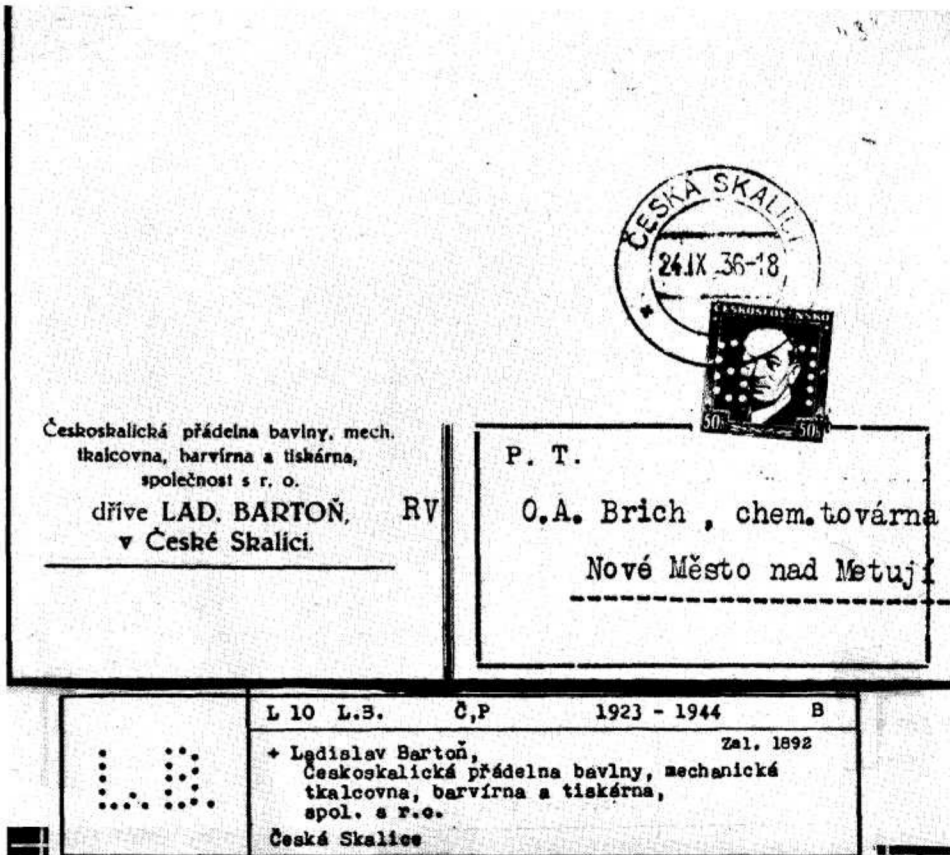 ČESKÁ SKALICE
24.IX .36-18
ČESKOSLOVENSKO
50 50
Českoskalická přádelna bavlny, mech.
tkalcovna, barvírna a tiskárna,
společnost s r. o.
dříve LAD. BARTOŇ,
v České Skalici.
RV
P. T.
O.A. Brich , chem.továrna
Nové Město nad Metují
L 10 L.B. Č,P 1923 - 1944 B
Zal. 1892
+ Ladislav Bartoň,
Českoskalická přádelna bavlny, mechanická
tkalcovna, barvírna a tiskárna,
spol. s r.o.
Česká Skalice
L.B.